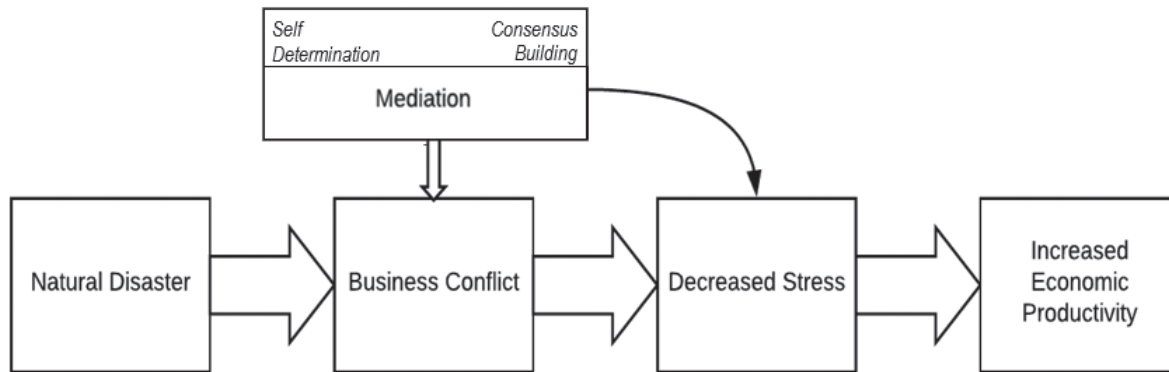 Self
Determination
Consensus
Building
Mediation
Natural Disaster
Business Conflict
Decreased Stress
Increased
Economic
Productivity